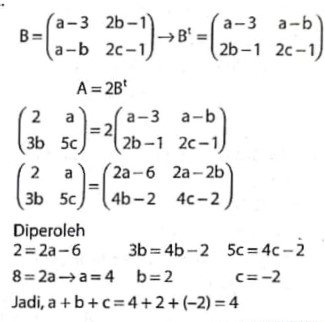 B = (a−3 2b−1 → Bᵗ = (a−3 a−b
a−b 2c−1) 2b−1 2c−1)
A = 2Bᵗ
(2 a = 2(a−3 a−b
3b 5c) 2b−1 2c−1)
(2 a = (2a−6 2a−2b
3b 5c) 4b−2 4c−2)
Diperoleh
2 = 2a−6 3b = 4b−2 5c = 4c−2
8 = 2a → a = 4 b = 2 c = −2
Jadi, a + b + c = 4 + 2 + (−2) = 4